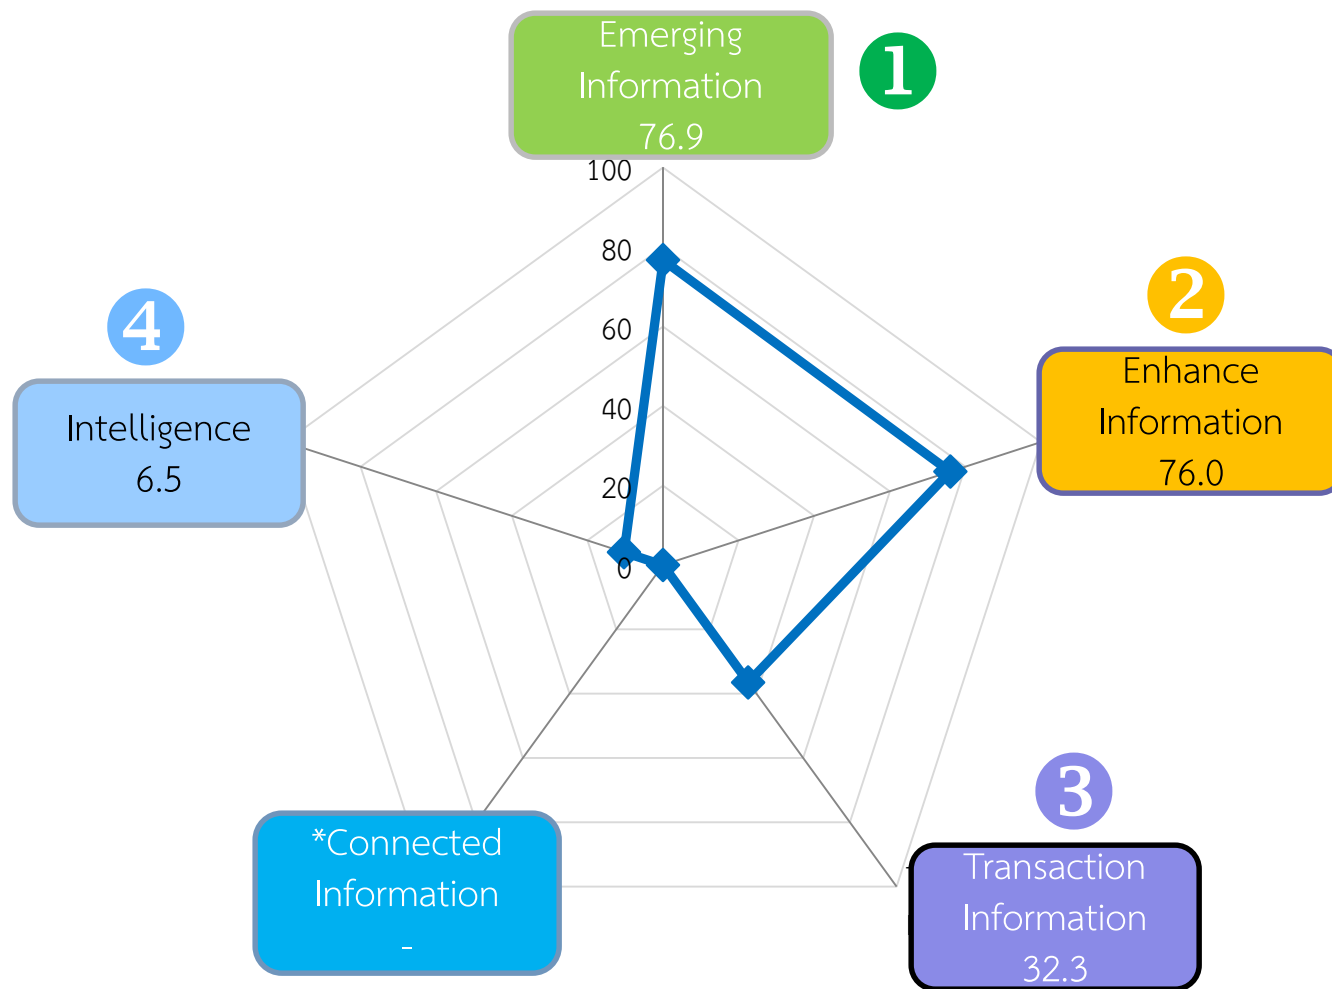 Emerging
Information
76.9
1
100
80
60
40
20
0
2
Enhance
Information
76.0
4
Intelligence
6.5
3
Transaction
Information
32.3
*Connected
Information
-